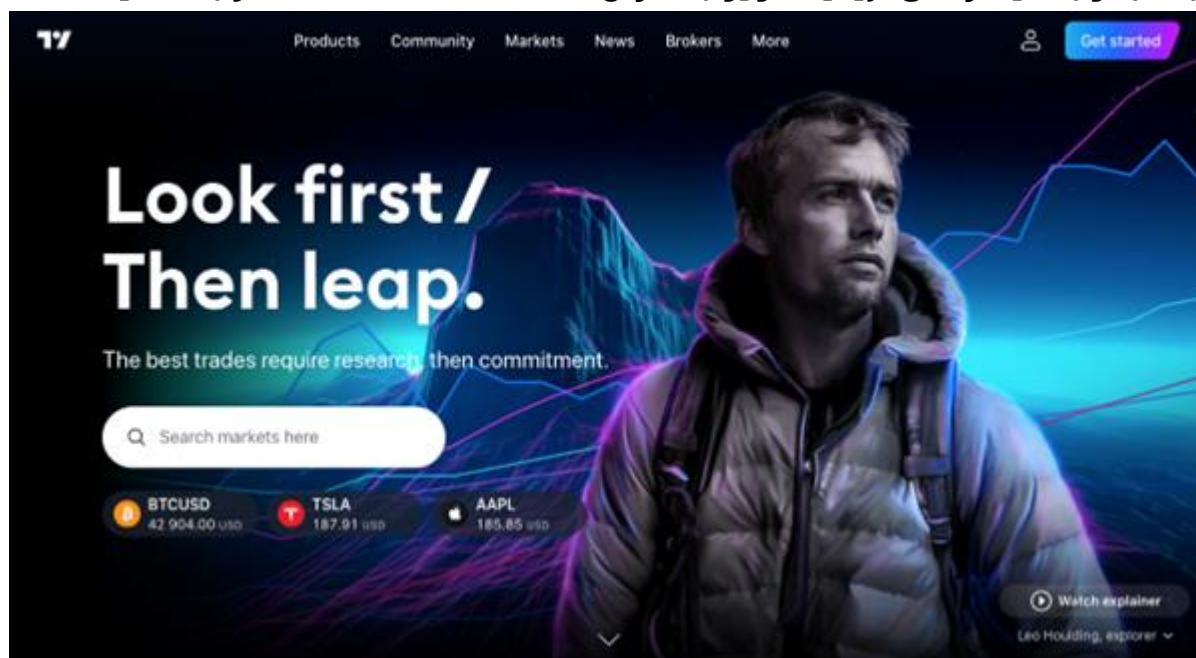 Products Community Markets News Brokers More
Get started
Look first /
Then leap.
The best trades require research, then commitment.
Search markets here
BTCUSD
42 904.00 USD
TSLA
187.91 USD
AAPL
185.85 USD
Watch explainer
Leo Houlding, explorer